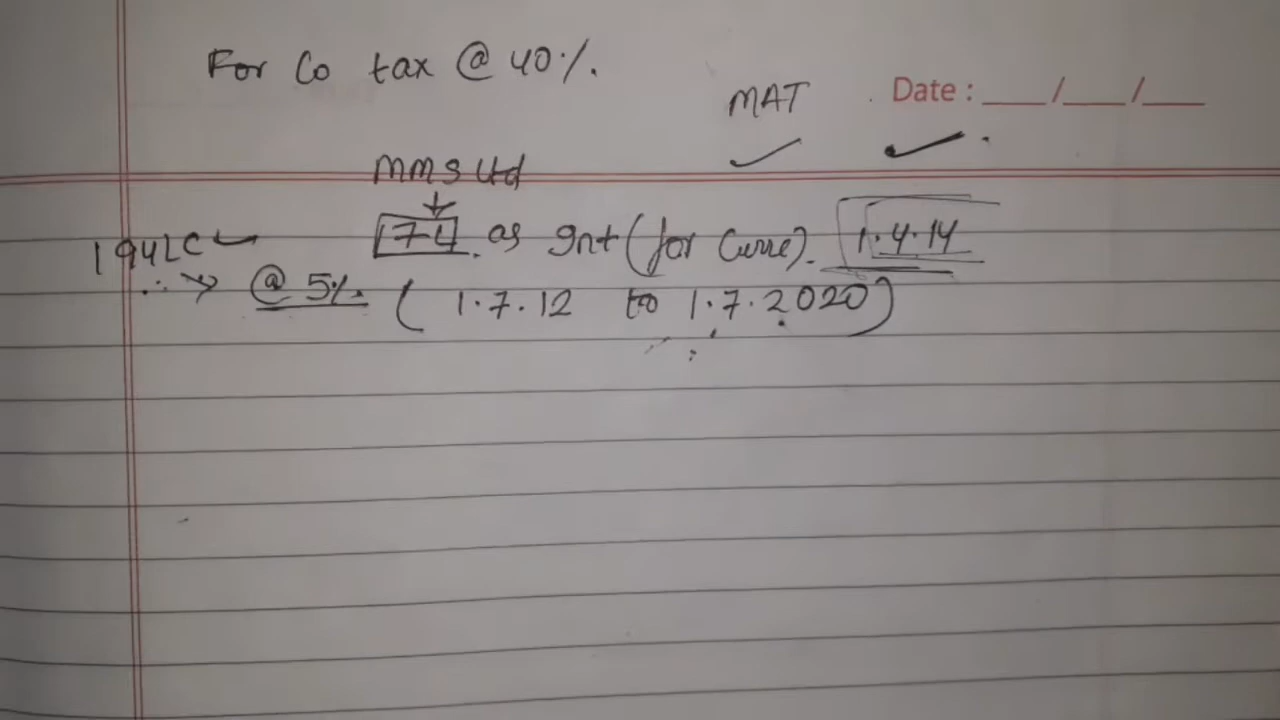 For Co tax @ 40%.
MAT
Date : ___/___/___
MMS Ltd
174 as Int (for Curre). 1.4.14
194LC
@ 5%. ( 1.7.12 to 1.7.2020)